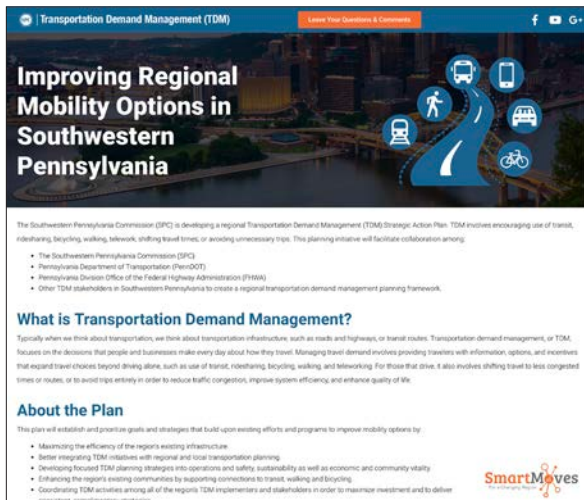 Transportation Demand Management (TDM)
Leave Your Questions & Comments
Improving Regional
Mobility Options in
Southwestern
Pennsylvania
The Southwestern Pennsylvania Commission (SPC) is developing a regional Transportation Demand Management (TDM) Strategic Action Plan. TDM involves encouraging use of transit,
ridesharing, bicycling, walking, telework, shifting travel times, or avoiding unnecessary trips. This planning initiative will facilitate collaboration among:
The Southwestern Pennsylvania Commission (SPC)
Pennsylvania Department of Transportation (PennDOT)
Pennsylvania Division Office of the Federal Highway Administration (FHWA)
Other TDM stakeholders in Southwestern Pennsylvania to create a regional transportation demand management planning framework.
What is Transportation Demand Management?
Typically when we think about transportation, we think about transportation infrastructure, such as roads and highways, or transit routes. Transportation demand management, or TDM,
focuses on the decisions that people and businesses make every day about how they travel. Managing travel demand involves providing travelers with information, options, and incentives
that expand travel choices beyond driving alone, such as use of transit, ridesharing, bicycling, walking, and teleworking. For those that drive, it also involves shifting travel to less congested
times or routes, or to avoid trips entirely in order to reduce traffic congestion, improve system efficiency, and enhance quality of life.
About the Plan
This plan will establish and prioritize goals and strategies that build upon existing efforts and programs to improve mobility options by:
Maximizing the efficiency of the region's existing infrastructure
Better integrating TDM initiatives with regional and local transportation planning
Developing focused TDM planning strategies into operations and safety, sustainability as well as economic and community vitality.
Enhancing the region's existing communities by supporting connections to transit, walking and bicycling
Coordinating TDM activities among all of the region's TDM implementers and stakeholders in order to maximize investment and to deliver
SmartMoves